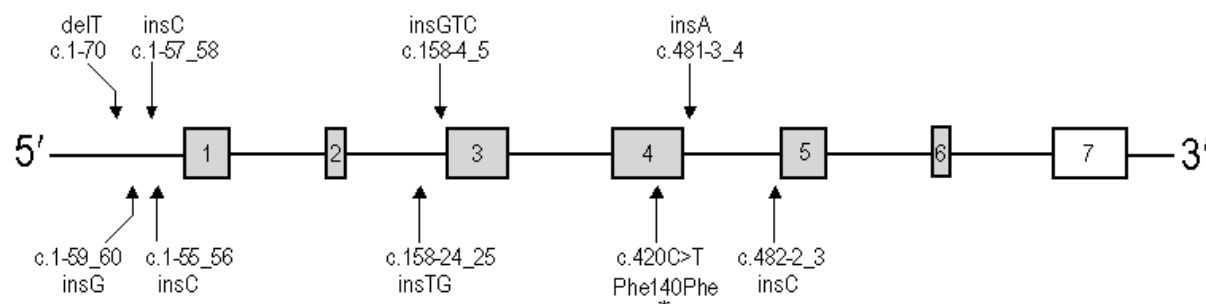 delT insC insGTC insA
c.1-70 c.1-57_58 c.158-4_5 c.481-3_4
5′ 1 2 3 4 5 6 7 3′
c.1-59_60 c.1-55_56 c.158-24_25 c.420C>T c.482-2_3
insG insC insTG Phe140Phe insC
*